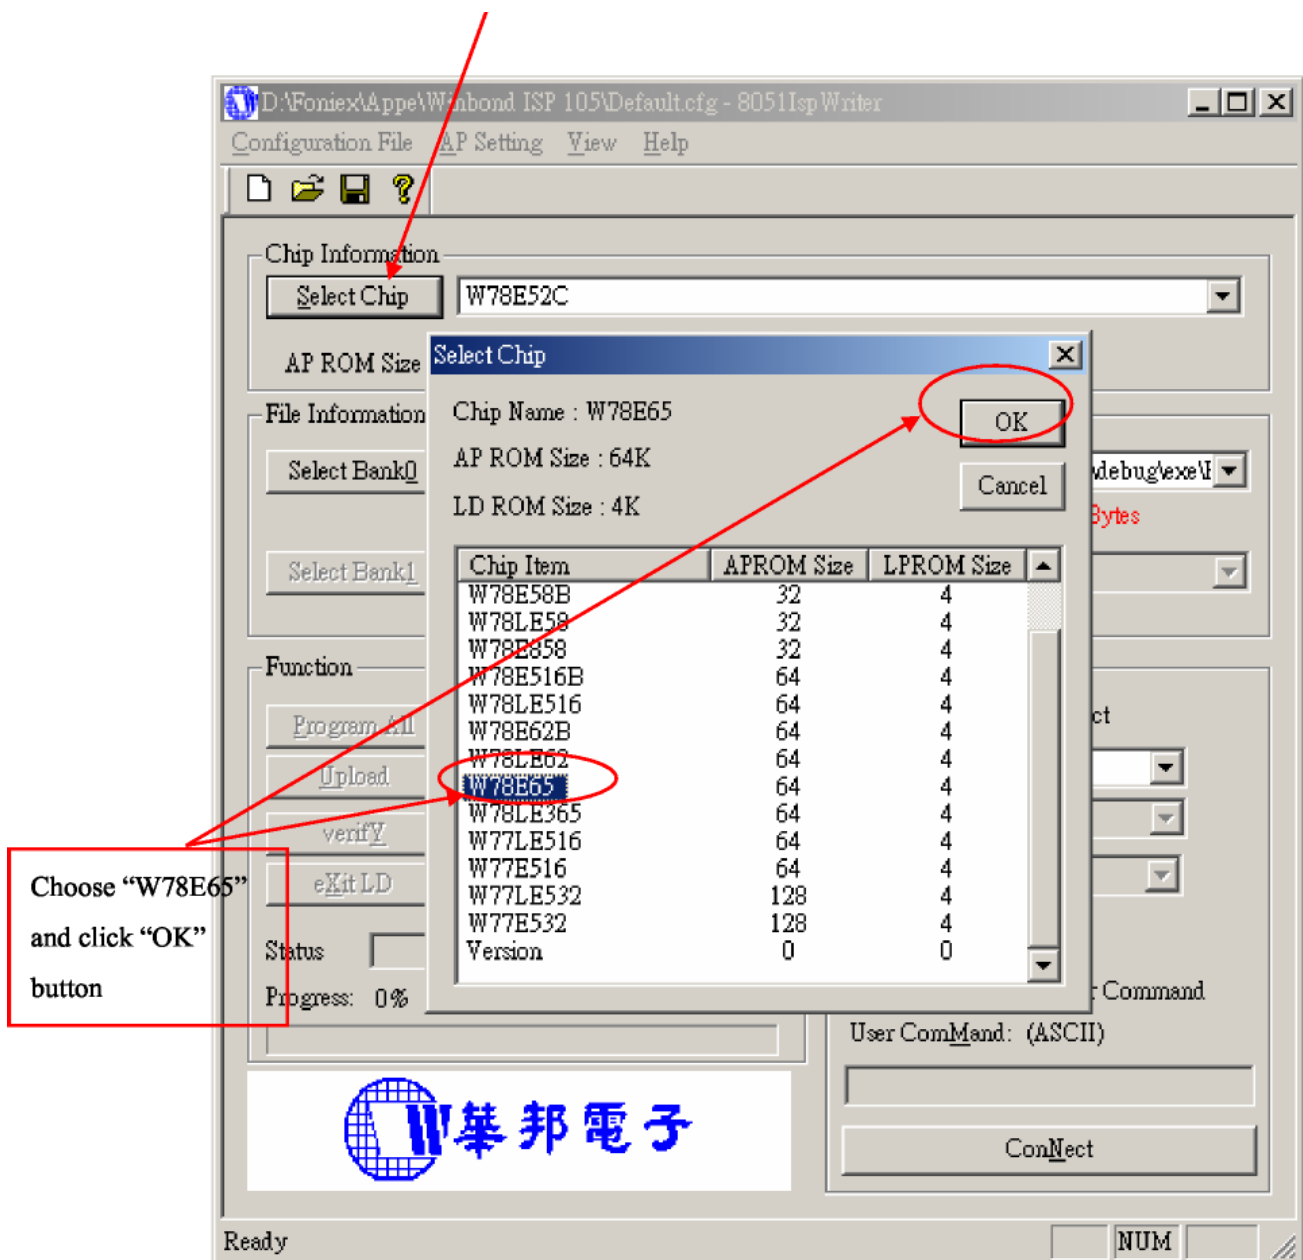 D:\Foniex\Appe\Winbond ISP 105\Default.cfg - 8051IspWriter
Configuration File AP Setting View Help
Chip Information
Select Chip W78E52C
AP ROM Size
Select Chip
Chip Name : W78E65
OK
AP ROM Size : 64K
Cancel
LD ROM Size : 4K
File Information
Select Bank0
\debug\exe\
Bytes
Select Bank1
Chip Item APROM Size LPROM Size
W78E58B 32 4
W78LE58 32 4
W78E858 32 4
W78E516B 64 4
W78LE516 64 4
W78E62B 64 4
W78LE62 64 4
W78E65 64 4
W78LE365 64 4
W77LE516 64 4
W77E516 64 4
W77LE532 128 4
W77E532 128 4
Version 0 0
Function
Program All
Upload
verifY
eXit LD
Status
Progress: 0%
ct
r Command
User ComMand: (ASCII)
ConNect
Choose “W78E65”
and click “OK”
button
W華邦電子
Ready NUM